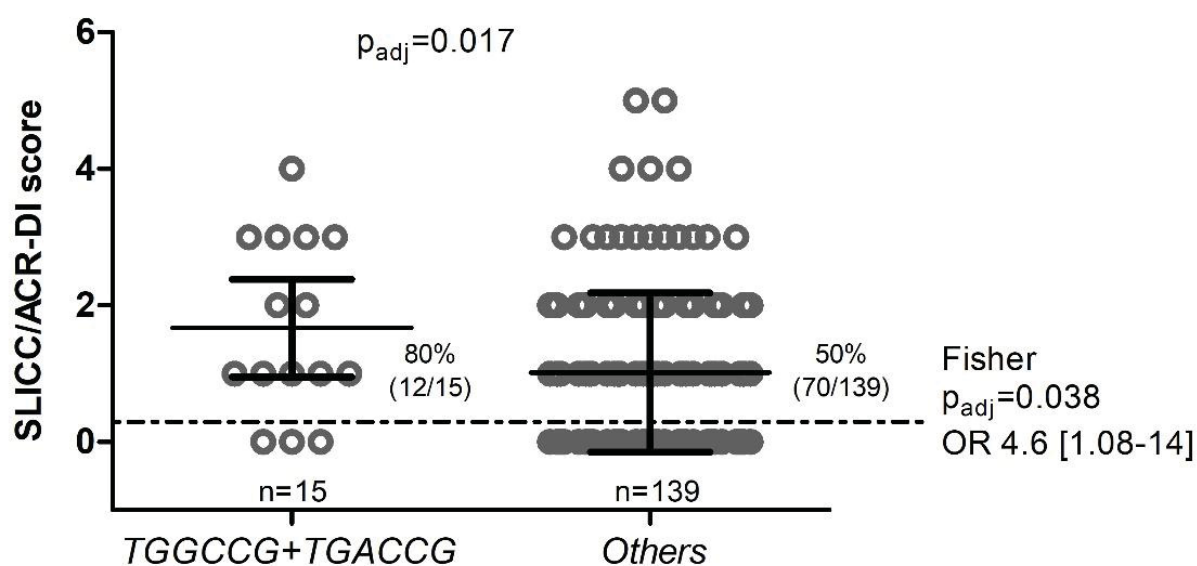 SLICC/ACR-DI score
6
4
2
0
p_adj=0.017
80%
(12/15)
50%
(70/139)
Fisher
p_adj=0.038
OR 4.6 [1.08-14]
n=15
n=139
TGGCCG+TGACCG
Others